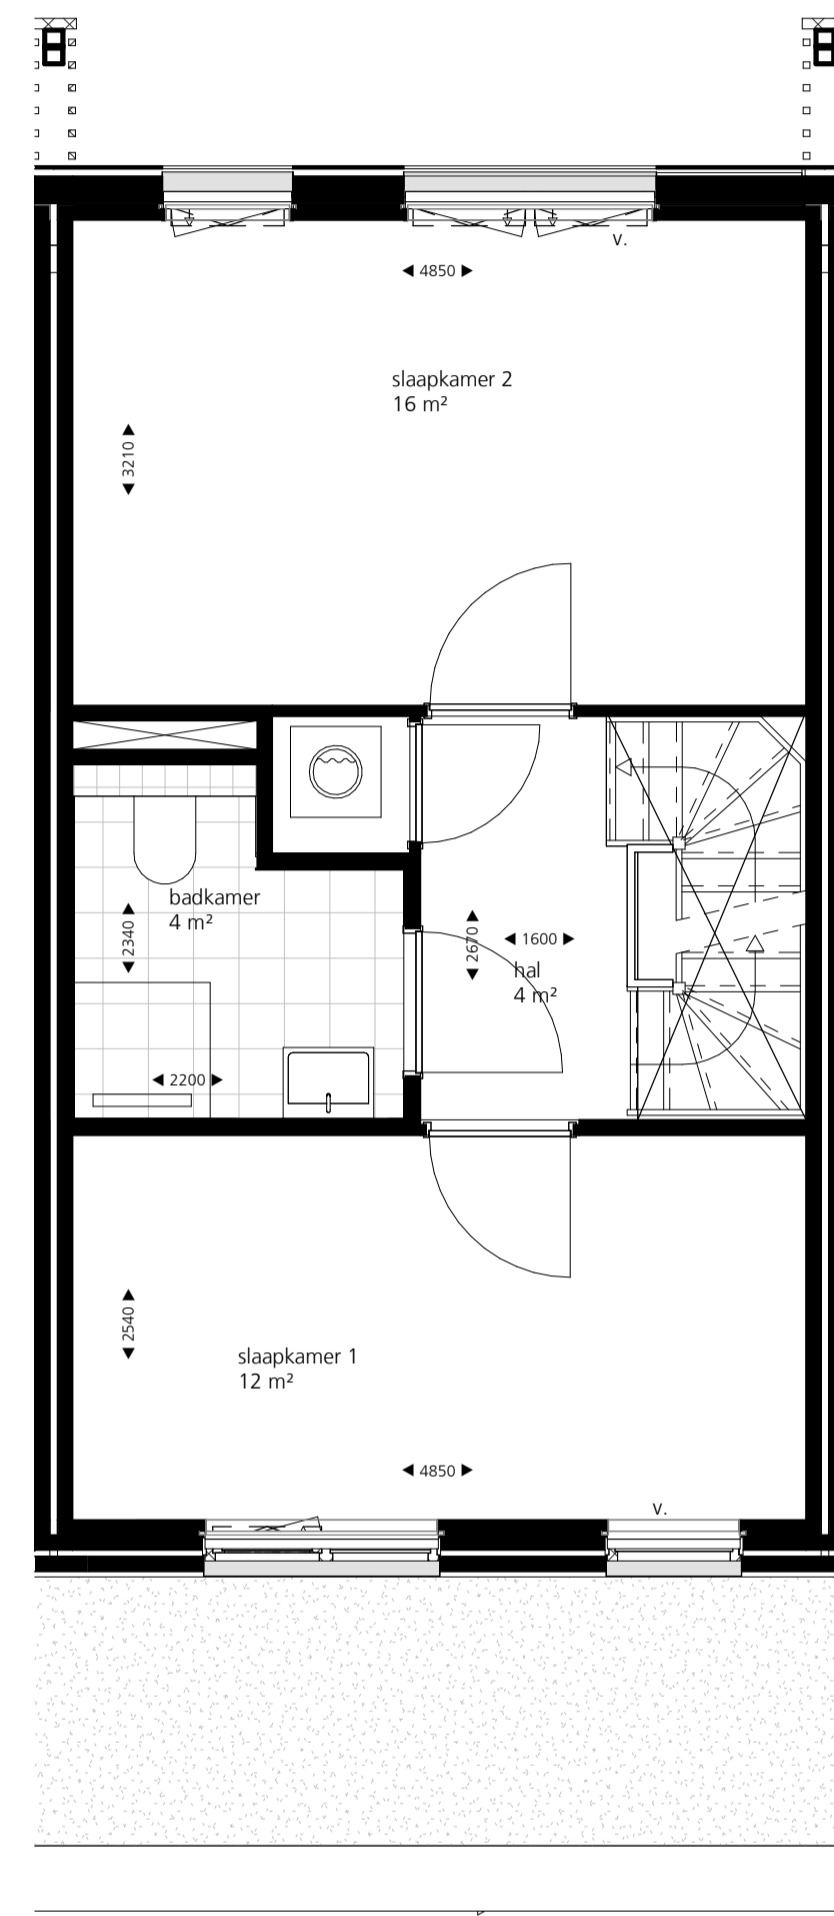 v.
4850
slaapkamer 2
16 m²
3210
badkamer
4 m²
2340
2670
1600
hal
4 m²
2200
2540
slaapkamer 1
12 m²
4850
v.